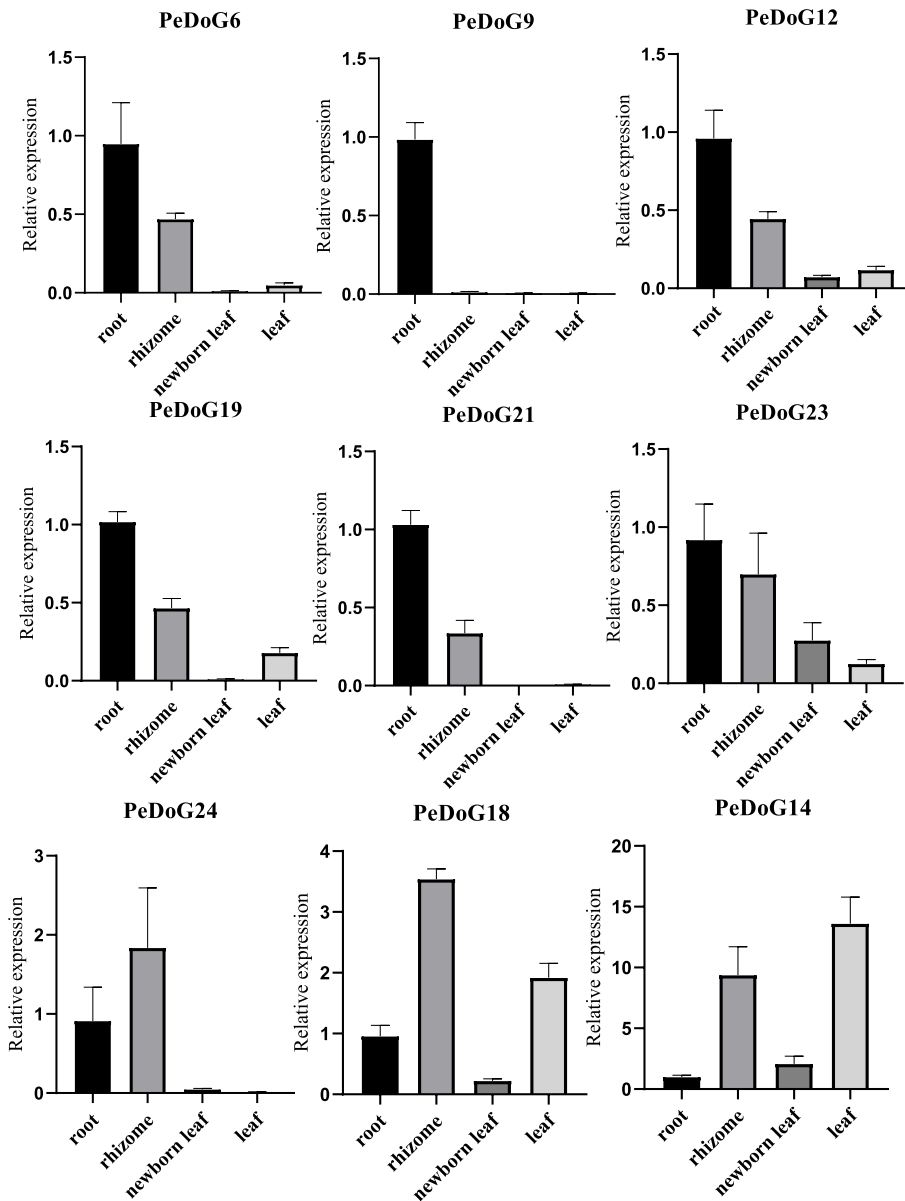 PeDoG6
PeDoG9
PeDoG12
Relative expression
1.5
1.0
0.5
0.0
root
rhizome
newborn leaf
leaf
Relative expression
1.5
1.0
0.5
0.0
root
rhizome
newborn leaf
leaf
Relative expression
1.5
1.0
0.5
0.0
root
rhizome
newborn leaf
leaf
PeDoG19
PeDoG21
PeDoG23
Relative expression
1.5
1.0
0.5
0.0
root
rhizome
newborn leaf
leaf
Relative expression
1.5
1.0
0.5
0.0
root
rhizome
newborn leaf
leaf
Relative expression
1.5
1.0
0.5
0.0
root
rhizome
newborn leaf
leaf
PeDoG24
PeDoG18
PeDoG14
Relative expression
3
2
1
0
root
rhizome
newborn leaf
leaf
Relative expression
4
3
2
1
0
root
rhizome
newborn leaf
leaf
Relative expression
20
15
10
5
0
root
rhizome
newborn leaf
leaf